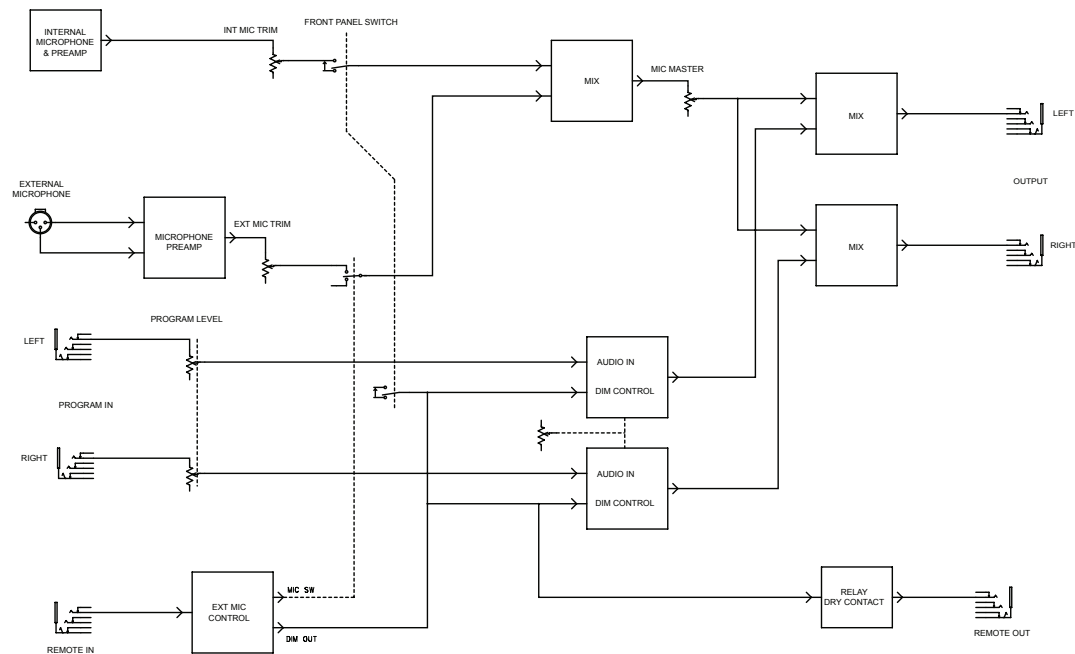 INTERNAL
MICROPHONE
& PREAMP
INT MIC TRIM
FRONT PANEL SWITCH
MIX
MIC MASTER
MIX
LEFT
OUTPUT
EXTERNAL
MICROPHONE
MICROPHONE
PREAMP
EXT MIC TRIM
MIX
RIGHT
PROGRAM LEVEL
LEFT
AUDIO IN
DIM CONTROL
PROGRAM IN
RIGHT
AUDIO IN
DIM CONTROL
EXT MIC
CONTROL
MIC SW
DIM OUT
REMOTE IN
RELAY
DRY CONTACT
REMOTE OUT